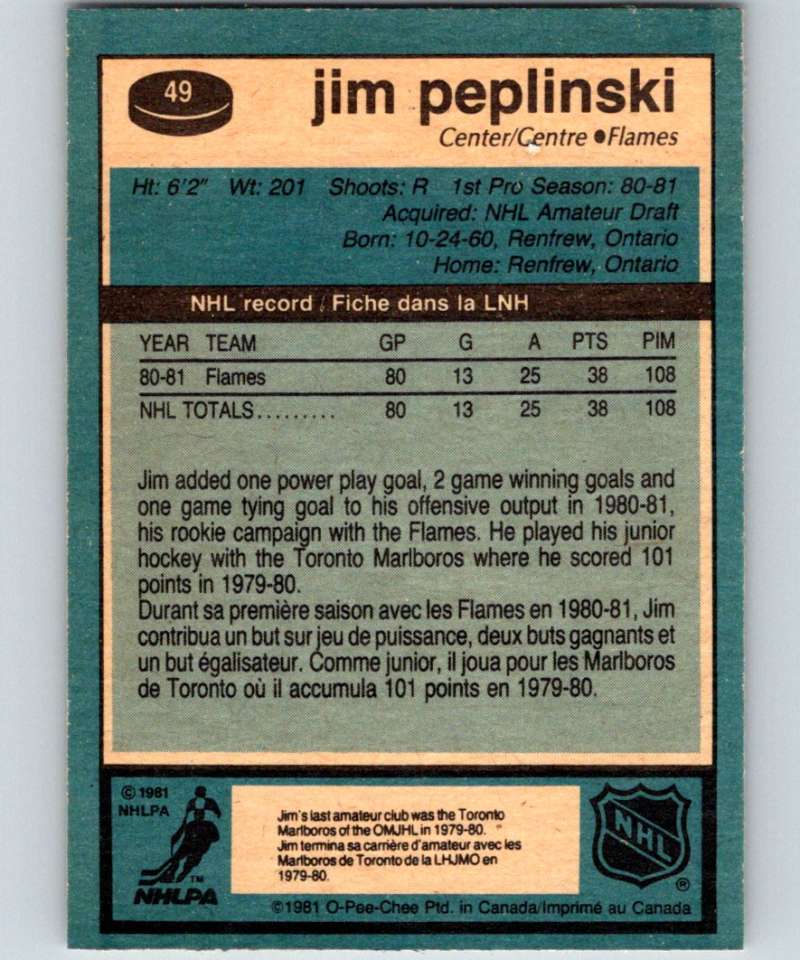 49
jim peplinski
Center/Centre ●Flames
Ht: 6'2" Wt: 201 Shoots: R 1st Pro Season: 80-81
Acquired: NHL Amateur Draft
Born: 10-24-60, Renfrew, Ontario
Home: Renfrew, Ontario
NHL record / Fiche dans la LNH
YEAR TEAM GP G A PTS PIM
80-81 Flames 80 13 25 38 108
NHL TOTALS......... 80 13 25 38 108
Jim added one power play goal, 2 game winning goals and
one game tying goal to his offensive output in 1980-81,
his rookie campaign with the Flames. He played his junior
hockey with the Toronto Marlboros where he scored 101
points in 1979-80.
Durant sa première saison avec les Flames en 1980-81, Jim
contribua un but sur jeu de puissance, deux buts gagnants et
un but égalisateur. Comme junior, il joua pour les Marlboros
de Toronto où il accumula 101 points en 1979-80.
© 1981
NHLPA
TM
NHLPA
Jim's last amateur club was the Toronto
Marlboros of the OMJHL in 1979-80.
Jim termina sa carrière d'amateur avec les
Marlboros de Toronto de la LHJMO en
1979-80.
NHL
®
©1981 O-Pee-Chee Ptd. in Canada/Imprimé au Canada